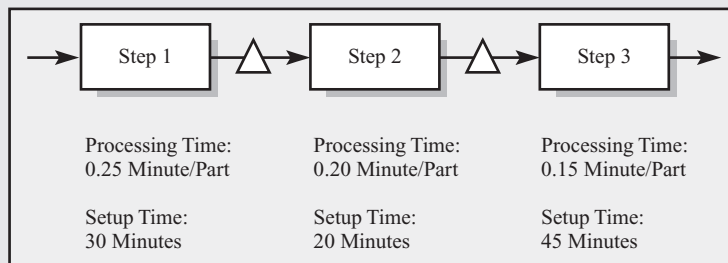 Step 1
Step 2
Step 3
Processing Time:
0.25 Minute/Part
Setup Time:
30 Minutes
Processing Time:
0.20 Minute/Part
Setup Time:
20 Minutes
Processing Time:
0.15 Minute/Part
Setup Time:
45 Minutes